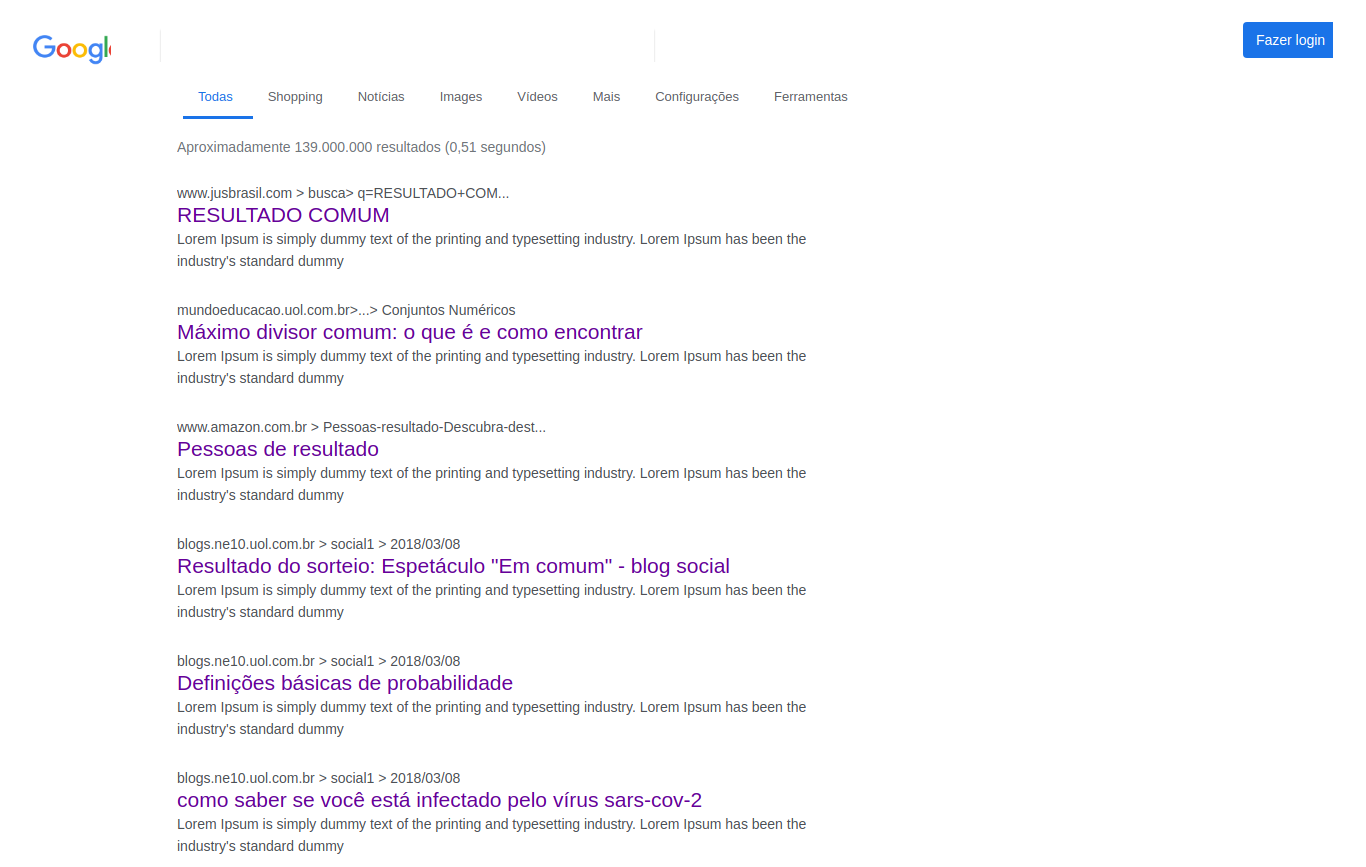 Google
Fazer login
Todas Shopping Notícias Images Vídeos Mais Configurações Ferramentas
Aproximadamente 139.000.000 resultados (0,51 segundos)
www.jusbrasil.com > busca> q=RESULTADO+COM...
RESULTADO COMUM
Lorem Ipsum is simply dummy text of the printing and typesetting industry. Lorem Ipsum has been the
industry's standard dummy
mundoeducacao.uol.com.br>...> Conjuntos Numéricos
Máximo divisor comum: o que é e como encontrar
Lorem Ipsum is simply dummy text of the printing and typesetting industry. Lorem Ipsum has been the
industry's standard dummy
www.amazon.com.br > Pessoas-resultado-Descubra-dest...
Pessoas de resultado
Lorem Ipsum is simply dummy text of the printing and typesetting industry. Lorem Ipsum has been the
industry's standard dummy
blogs.ne10.uol.com.br > social1 > 2018/03/08
Resultado do sorteio: Espetáculo "Em comum" - blog social
Lorem Ipsum is simply dummy text of the printing and typesetting industry. Lorem Ipsum has been the
industry's standard dummy
blogs.ne10.uol.com.br > social1 > 2018/03/08
Definições básicas de probabilidade
Lorem Ipsum is simply dummy text of the printing and typesetting industry. Lorem Ipsum has been the
industry's standard dummy
blogs.ne10.uol.com.br > social1 > 2018/03/08
como saber se você está infectado pelo vírus sars-cov-2
Lorem Ipsum is simply dummy text of the printing and typesetting industry. Lorem Ipsum has been the
industry's standard dummy